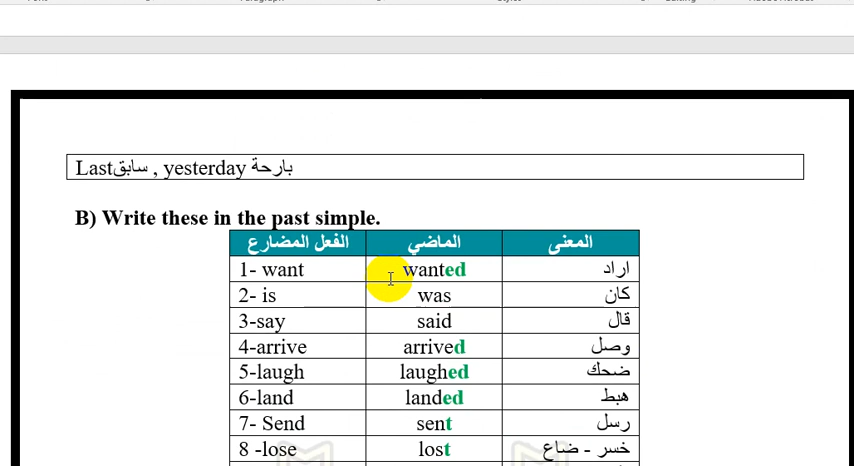 Lastسابق , yesterday بارحة
B) Write these in the past simple.
الفعل المضارع الماضي المعنى
1- want wanted اراد
2- is was كان
3-say said قال
4-arrive arrived وصل
5-laugh laughed ضحك
6-land landed هبط
7- Send sent رسل
8 -lose lost خسر - ضاع